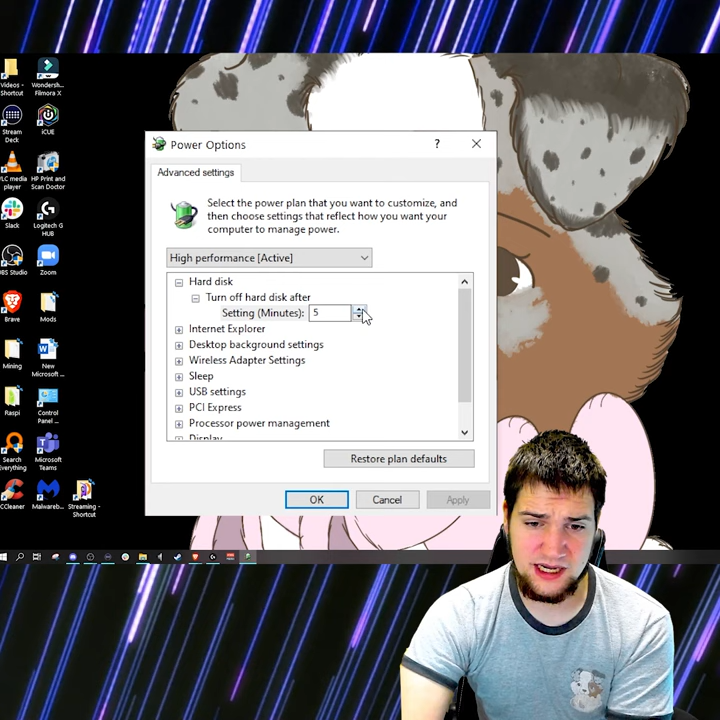 Videos -
Shortcut
Wondersh...
Filmora X
Stream
Deck
iCUE
VLC media
player
HP Print and
Scan Doctor
Slack
Logitech G
HUB
OBS Studio
Zoom
Brave
Mods
Mining
New
Microsoft ...
Raspi
Control
Panel ...
Search
Everything
Microsoft
Teams
CCleaner
Malwareb...
Streaming -
Shortcut
Power Options
?
Advanced settings
Select the power plan that you want to customize, and
then choose settings that reflect how you want your
computer to manage power.
High performance [Active]
Hard disk
Turn off hard disk after
Setting (Minutes): 5
Internet Explorer
Desktop background settings
Wireless Adapter Settings
Sleep
USB settings
PCI Express
Processor power management
Display
Restore plan defaults
OK
Cancel
Apply